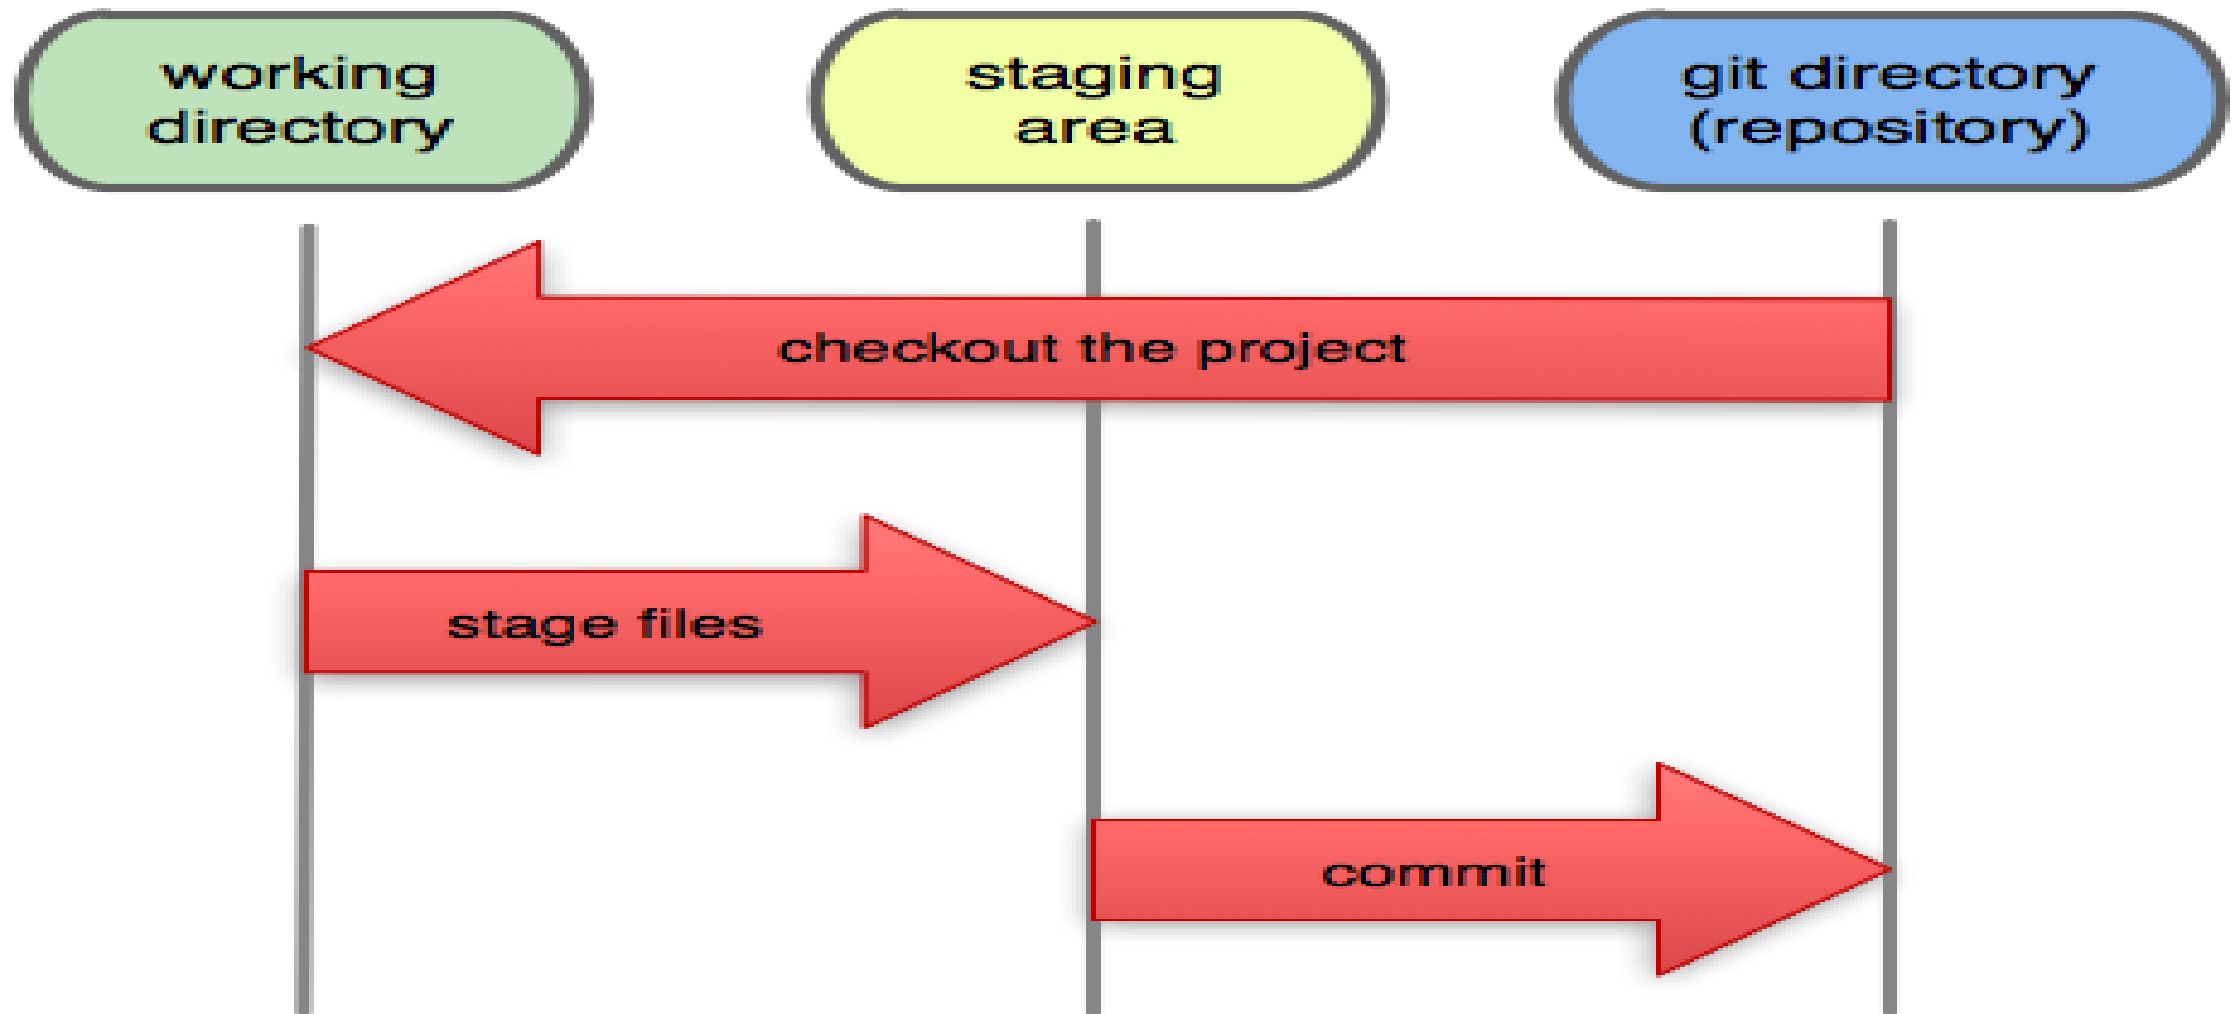 working
directory
staging
area
git directory
(repository)
checkout the project
stage files
commit